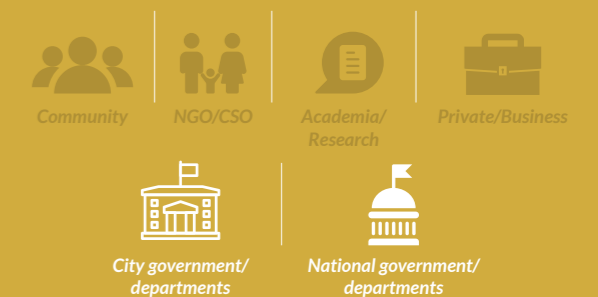 Community
NGO/CSO
Academia/
Research
Private/Business
City government/
departments
National government/
departments